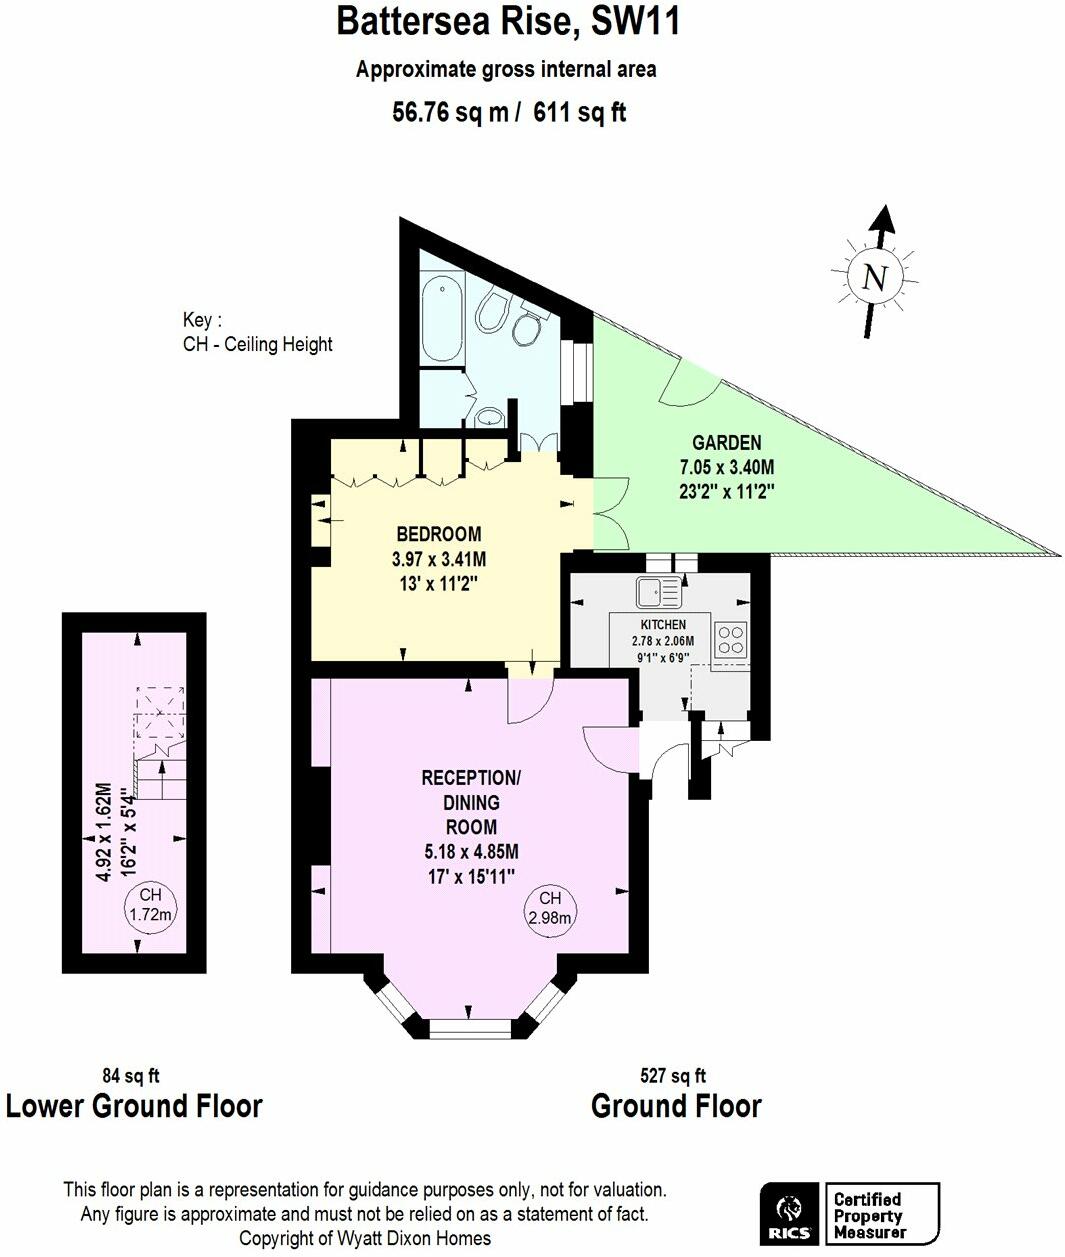 Battersea Rise, SW11
Approximate gross internal area
56.76 sq m / 611 sq ft
N
Key :
CH - Ceiling Height
GARDEN
7.05 x 3.40M
23'2" x 11'2"
BEDROOM
3.97 x 3.41M
13' x 11'2"
KITCHEN
2.78 x 2.06M
9'1" x 6'9"
RECEPTION/
DINING
ROOM
5.18 x 4.85M
17' x 15'11"
CH
2.98m
4.92 x 1.62M
16'2" x 5'4"
CH
1.72m
84 sq ft
Lower Ground Floor
527 sq ft
Ground Floor
This floor plan is a representation for guidance purposes only, not for valuation.
Any figure is approximate and must not be relied on as a statement of fact.
Copyright of Wyatt Dixon Homes
RICS
Certified
Property
Measurer